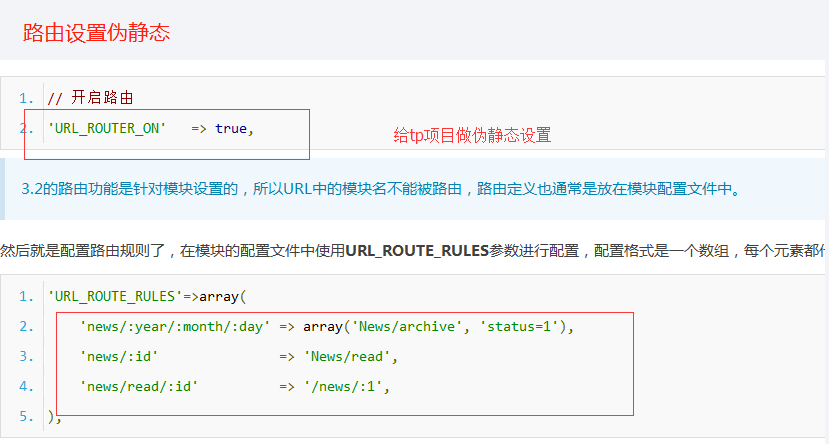 路由设置伪静态
1. // 开启路由
2. 'URL_ROUTER_ON' => true,
给tp项目做伪静态设置
3.2的路由功能是针对模块设置的，所以URL中的模块名不能被路由，路由定义也通常是放在模块配置文件中。
然后就是配置路由规则了，在模块的配置文件中使用URL_ROUTE_RULES参数进行配置，配置格式是一个数组，每个元素都
1. 'URL_ROUTE_RULES'=>array(
2. 'news/:year/:month/:day' => array('News/archive', 'status=1'),
3. 'news/:id' => 'News/read',
4. 'news/read/:id' => '/news/:1',
5. ),